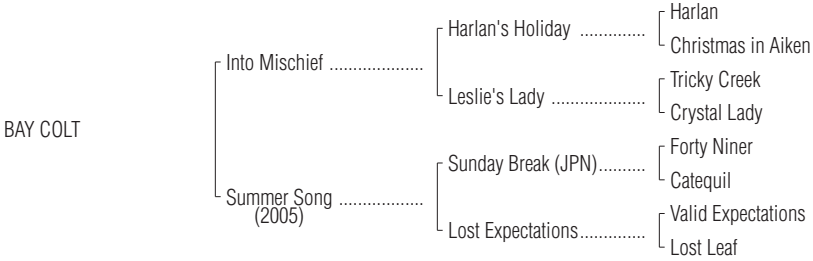 Harlan
Harlan's Holiday ..............
Christmas in Aiken
Into Mischief ....................
Tricky Creek
Leslie's Lady ....................
Crystal Lady
BAY COLT
Forty Niner
Sunday Break (JPN)..........
Catequil
Summer Song ..................
(2005)
Valid Expectations
Lost Expectations..............
Lost Leaf